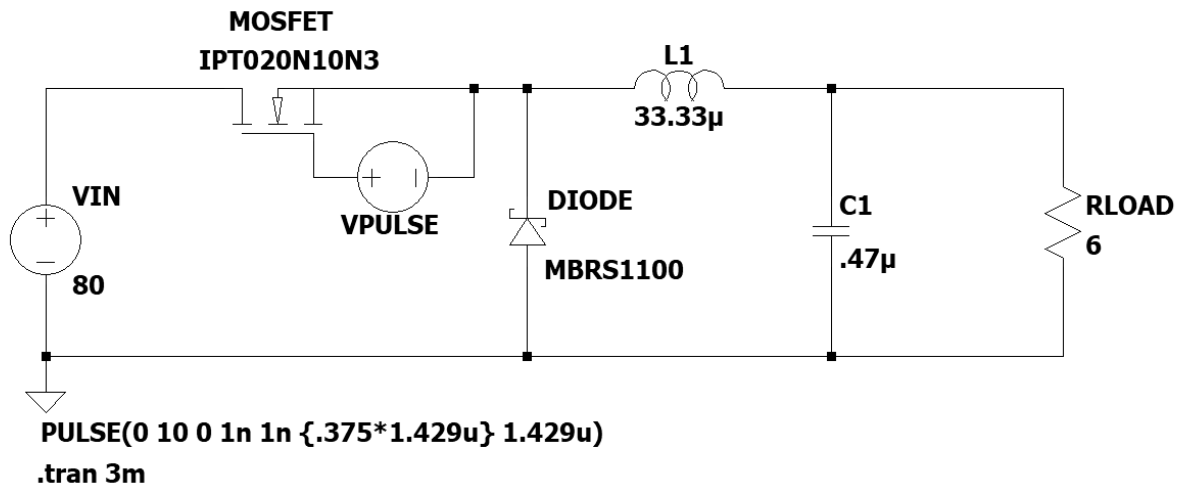 MOSFET
IPT020N10N3
L1
33.33µ
VIN
80
VPULSE
DIODE
MBRS1100
C1
.47µ
RLOAD
6
PULSE(0 10 0 1n 1n {.375*1.429u} 1.429u)
.tran 3m